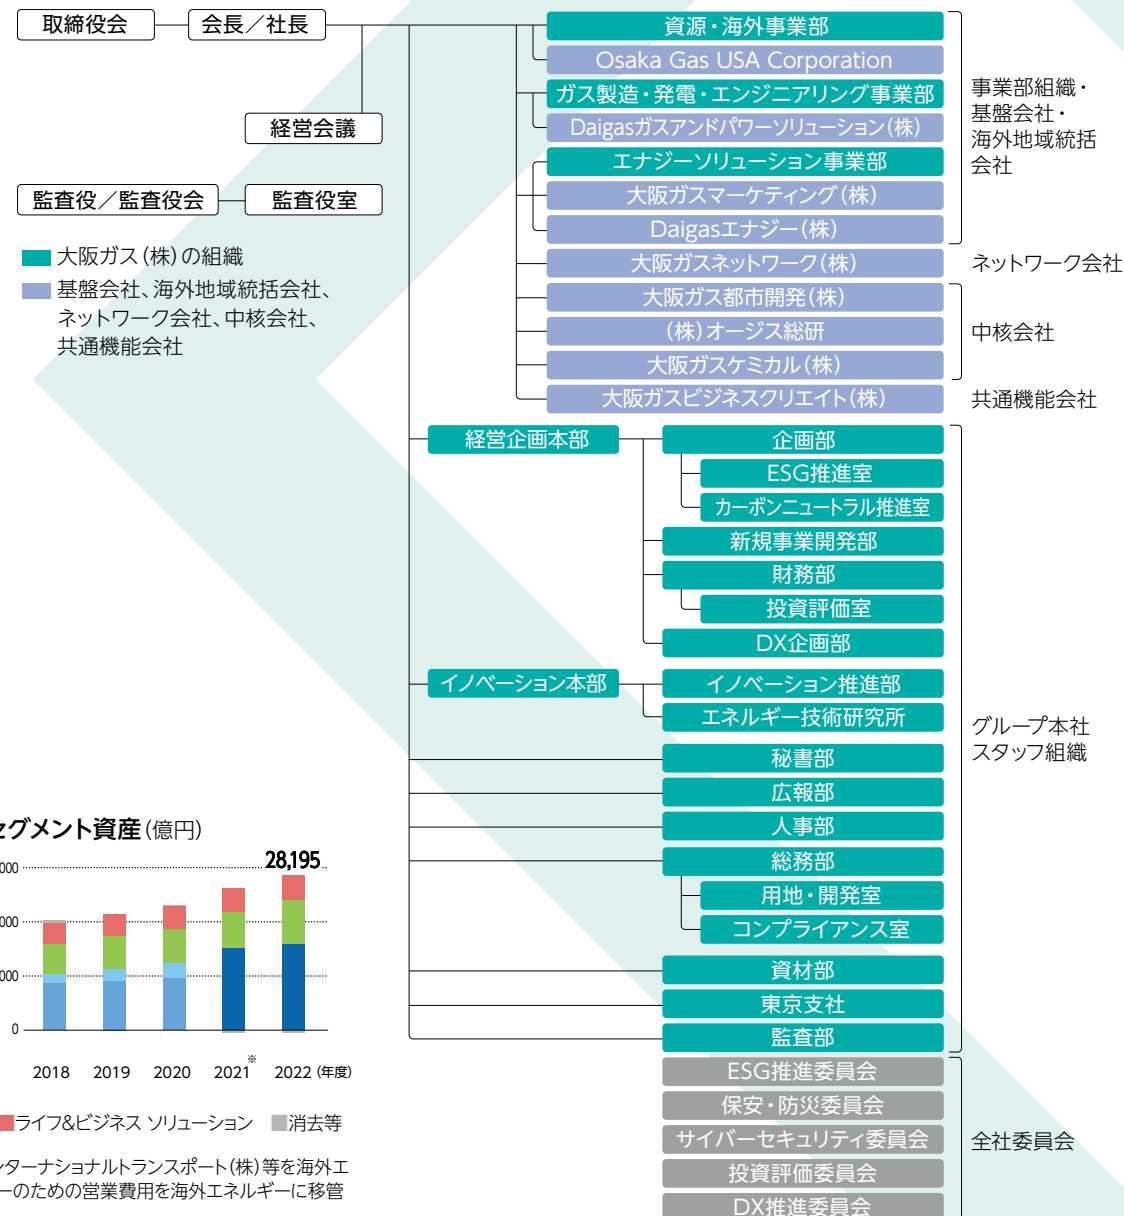 取締役会
会長／社長
経営会議
監査役／監査役会
監査役室
大阪ガス（株）の組織
基盤会社、海外地域統括会社、
ネットワーク会社、中核会社、
共通機能会社
資源・海外事業部
Osaka Gas USA Corporation
ガス製造・発電・エンジニアリング事業部
Daigasガスアンドパワーソリューション（株）
エナジーソリューション事業部
大阪ガスマーケティング（株）
Daigasエナジー（株）
事業部組織・
基盤会社・
海外地域統括
会社
大阪ガスネットワーク（株）
ネットワーク会社
大阪ガス都市開発（株）
（株）オージス総研
大阪ガスケミカル（株）
中核会社
大阪ガスビジネスクリエイト（株）
共通機能会社
経営企画本部
企画部
ESG推進室
カーボンニュートラル推進室
新規事業開発部
財務部
投資評価室
DX企画部
イノベーション本部
イノベーション推進部
エネルギー技術研究所
秘書部
広報部
人事部
総務部
用地・開発室
コンプライアンス室
資材部
東京支社
監査部
グループ本社
スタッフ組織
ESG推進委員会
保安・防災委員会
サイバーセキュリティ委員会
投資評価委員会
DX推進委員会
全社委員会
セグメント資産（億円）
28,195
000
000
000
0
2018 2019 2020 2021※ 2022（年度）
ライフ&ビジネス ソリューション 消去等
ンターナショナルトランスポート（株）等を海外エ
ーのための営業費用を海外エネルギーに移管